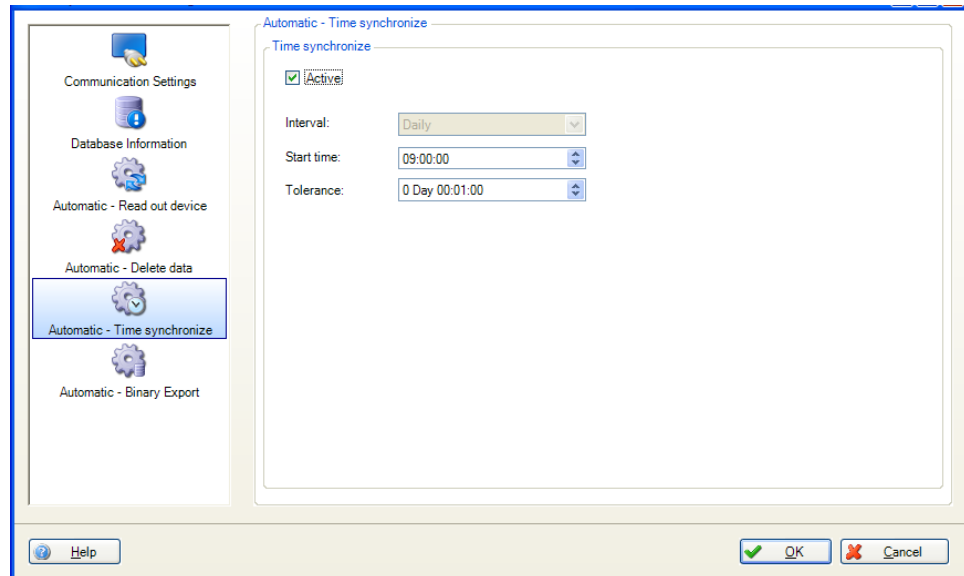 Communication Settings
Database Information
Automatic - Read out device
Automatic - Delete data
Automatic - Time synchronize
Automatic - Binary Export
Automatic - Time synchronize
Time synchronize
Active
Interval: Daily
Start time: 09:00:00
Tolerance: 0 Day 00:01:00
Help OK Cancel